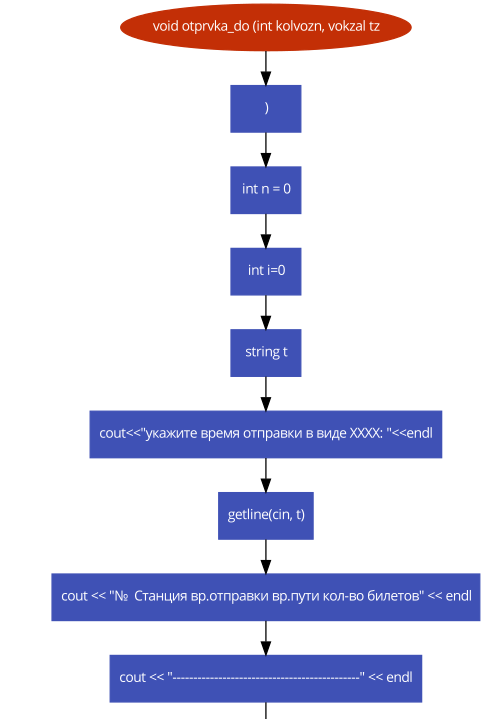 void otprvka_do (int kolvozn, vokzal tz
)
int n = 0
int i=0
string t
cout<<"укажите время отправки в виде XXXX: "<<endl
getline(cin, t)
cout << "№  Станция вр.отправки вр.пути кол-во билетов" << endl
cout << "---------------------------------------------" << endl